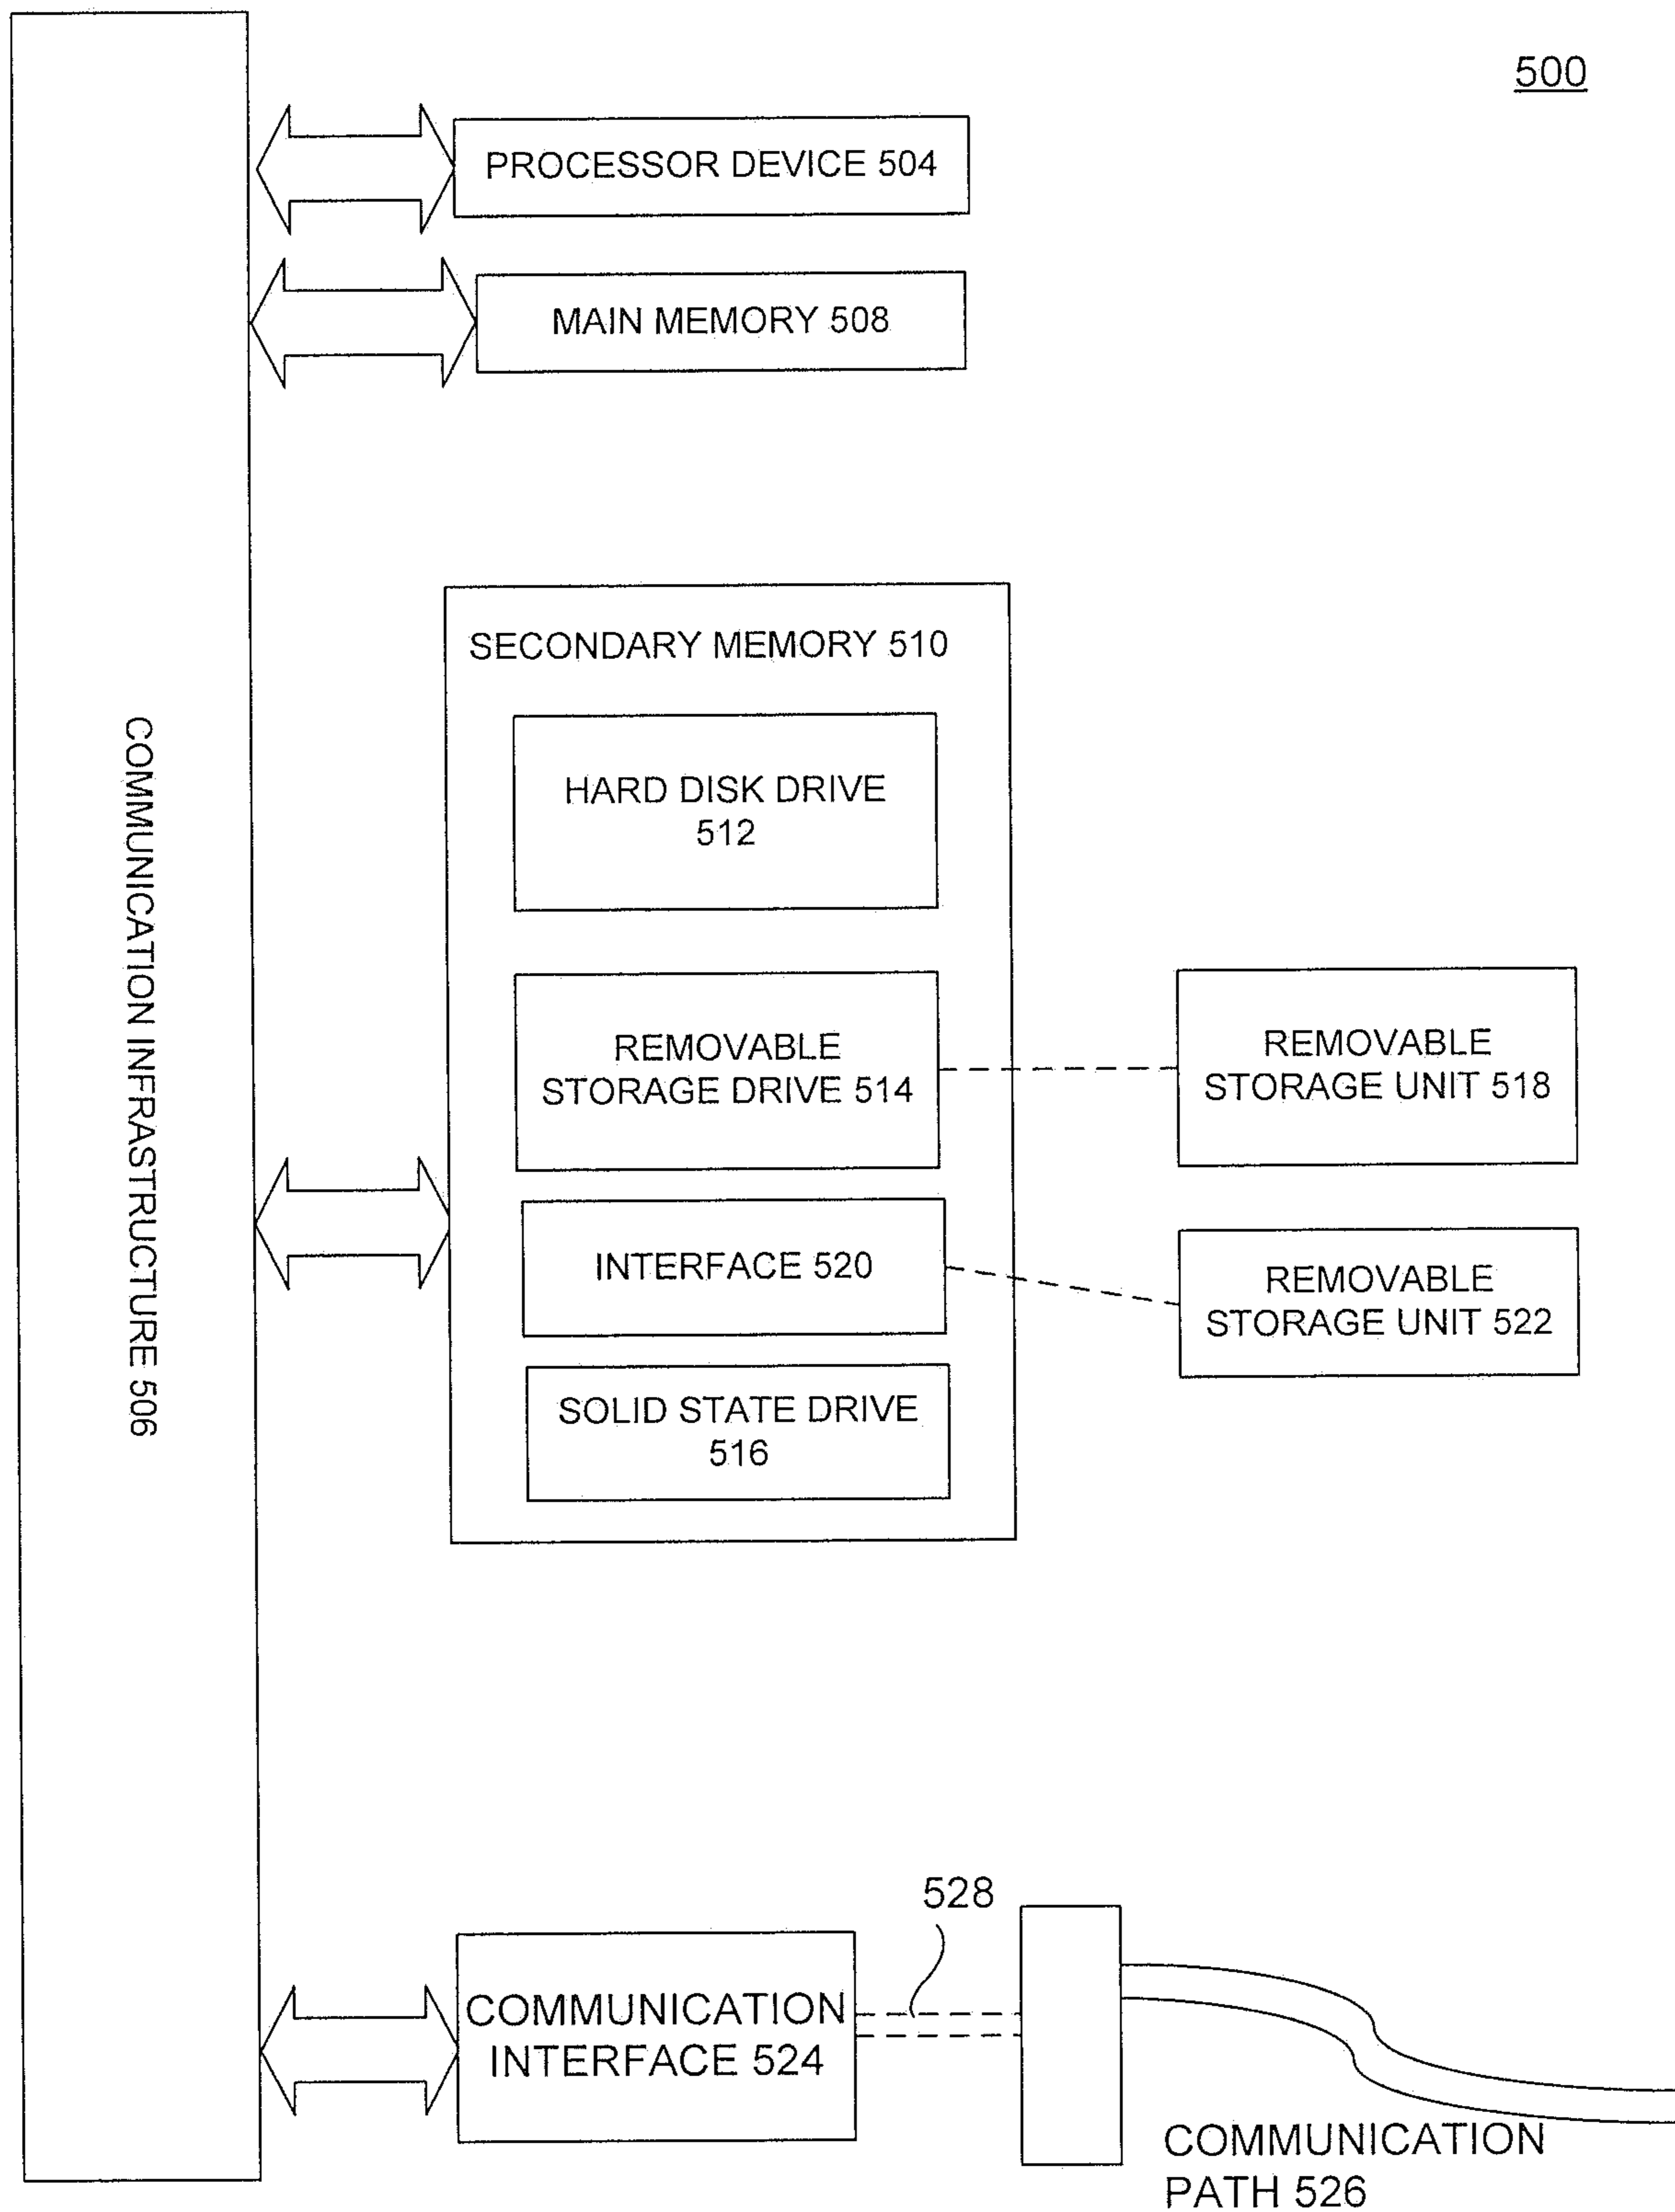 500
PROCESSOR DEVICE 504
MAIN MEMORY 508
COMMUNICATION INFRASTRUCTURE 506
SECONDARY MEMORY 510
HARD DISK DRIVE
512
REMOVABLE
STORAGE DRIVE 514
REMOVABLE
STORAGE UNIT 518
INTERFACE 520
REMOVABLE
STORAGE UNIT 522
SOLID STATE DRIVE
516
528
COMMUNICATION
INTERFACE 524
COMMUNICATION
PATH 526